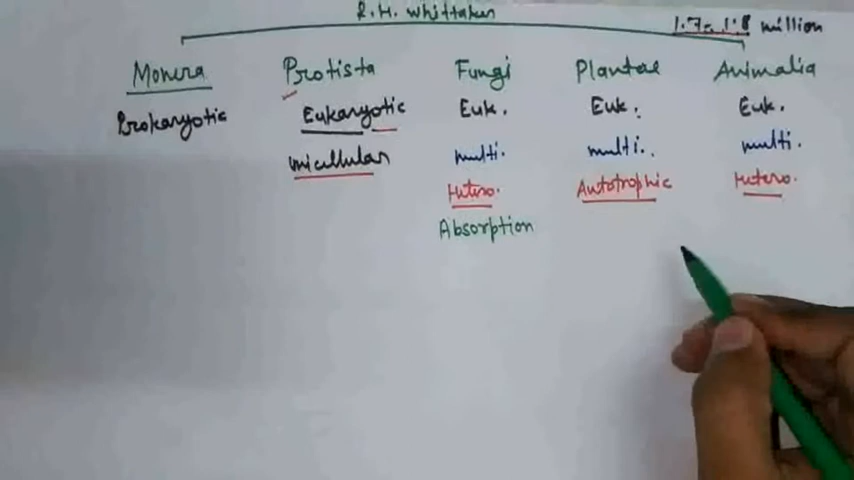 R.H. Whittaker
1.7 - 1.8 million
Monera Protista Fungi Plantae Animalia
Prokaryotic Eukaryotic Euk. Euk. Euk.
unicullular multi. multi. multi.
Hetero. Autotrophic Hetero.
Absorption